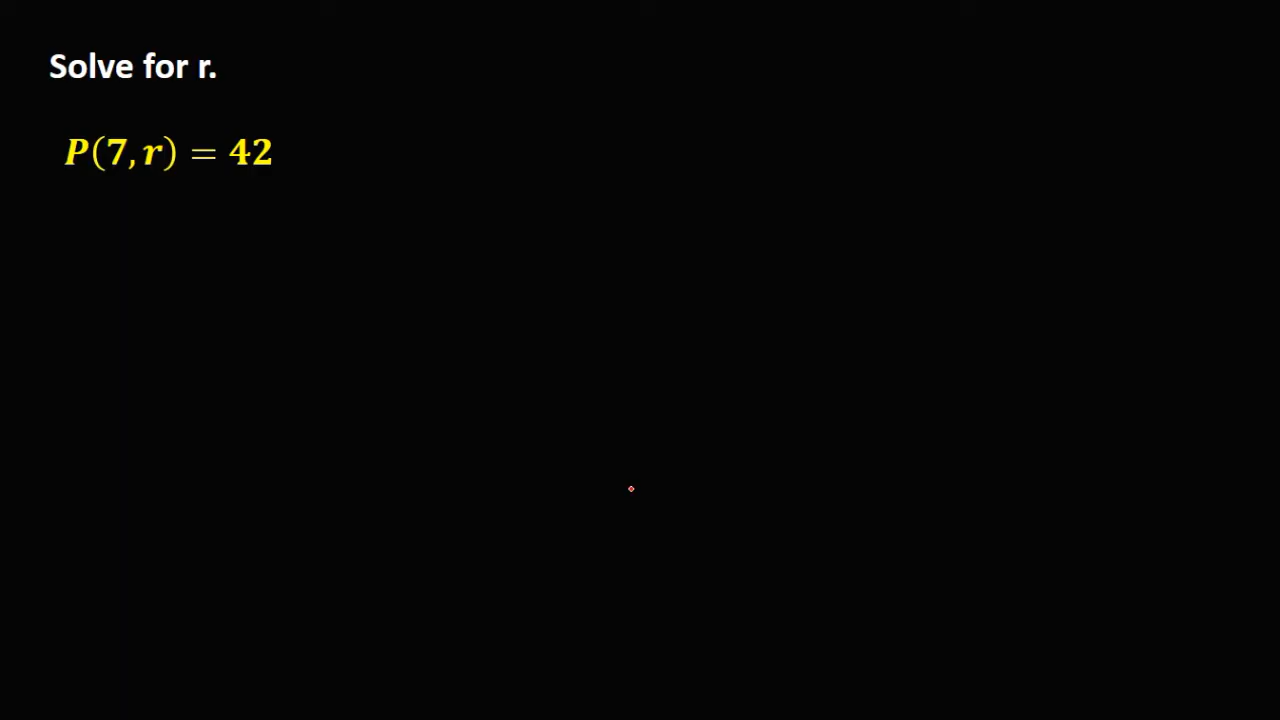 Solve for r.
P(7, r) = 42